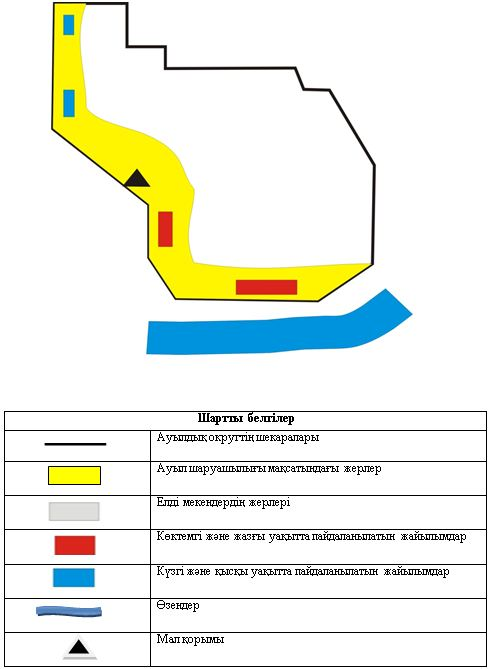 Шартты белгілер
Ауылдық округтің шекаралары
Ауыл шаруашылығы мақсатындағы жерлер
Елді мекендердің жерлері
Көктемгі және жазғы уақытта пайдаланылатын жайылымдар
Күзгі және қысқы уақытта пайдаланылатын жайылымдар
Өзендер
Мал қорымы